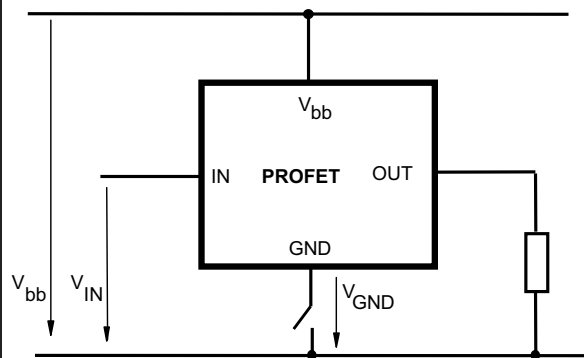 Vbb
IN PROFET OUT
GND
Vbb
VIN
VGND